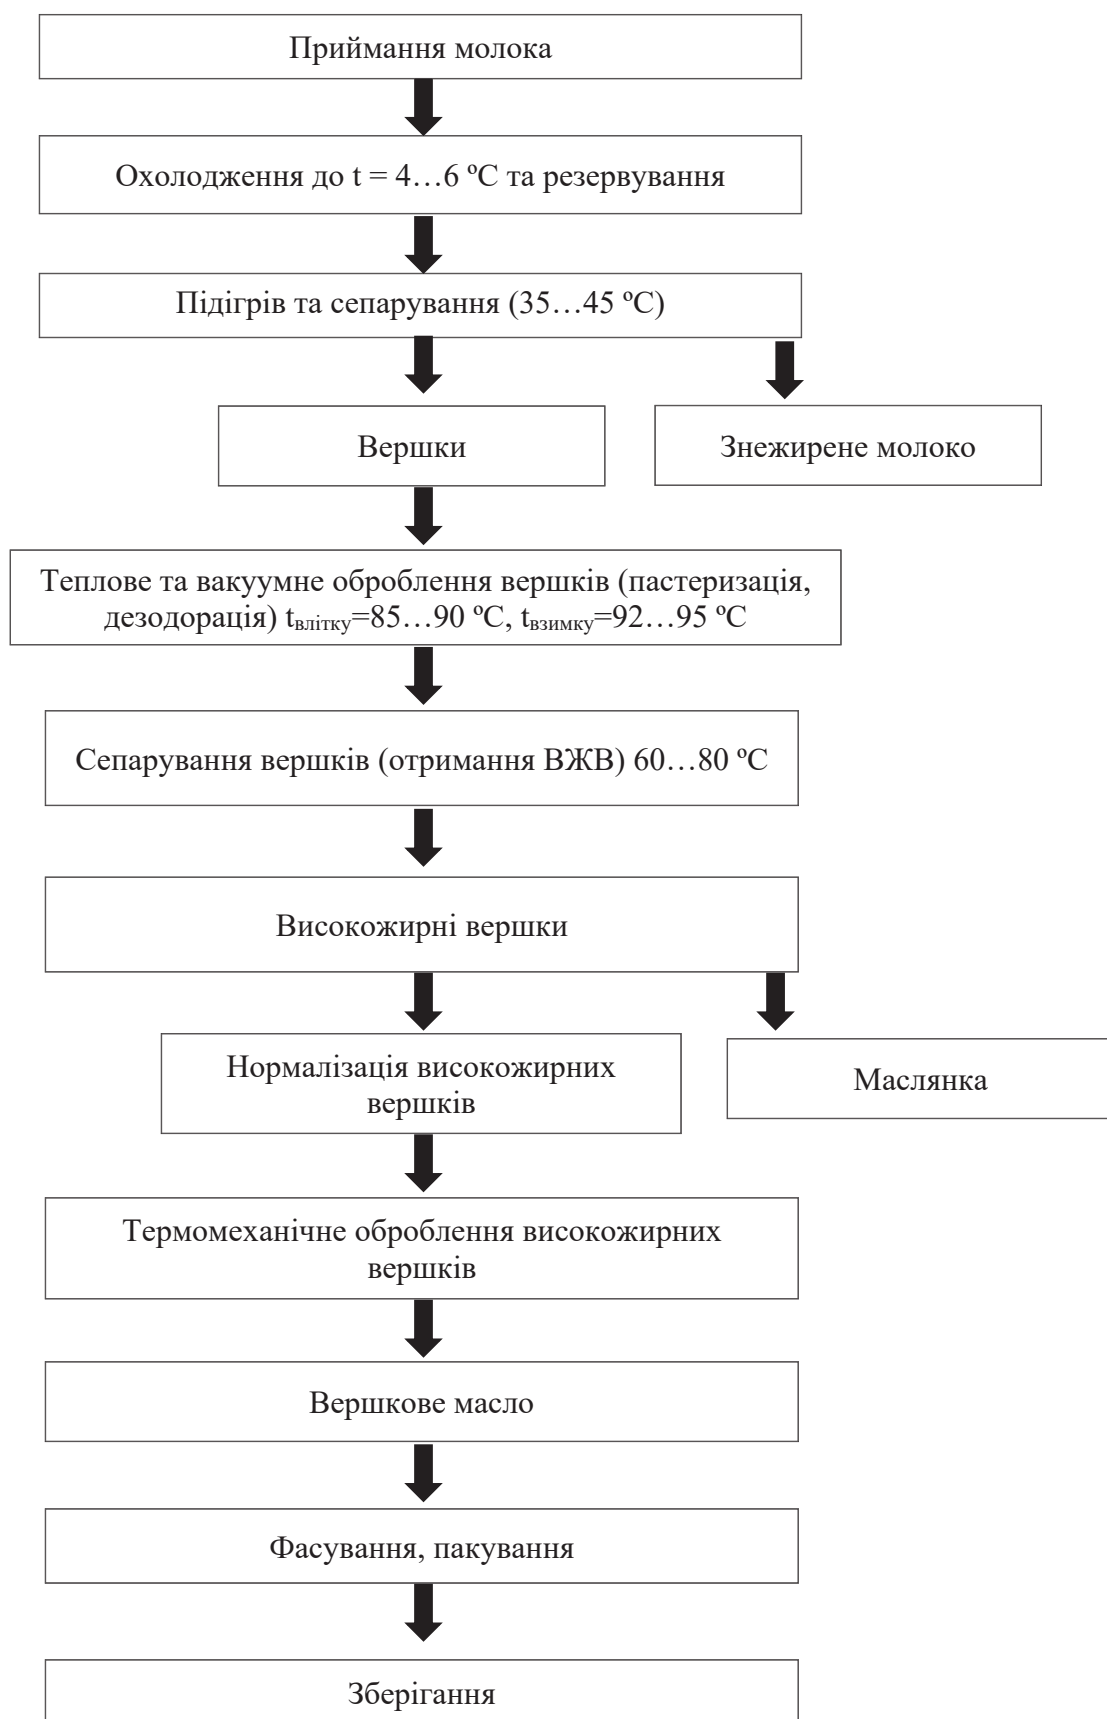 Приймання молока
Охолодження до t = 4…6 ºС та резервування
Підігрів та сепарування (35…45 ºС)
Вершки
Знежирене молоко
Теплове та вакуумне оброблення вершків (пастеризація,
дезодорація) tвлітку=85…90 ºС, tвзимку=92…95 ºС
Сепарування вершків (отримання ВЖВ) 60…80 ºС
Високожирні вершки
Нормалізація високожирних
вершків
Маслянка
Термомеханічне оброблення високожирних
вершків
Вершкове масло
Фасування, пакування
Зберігання